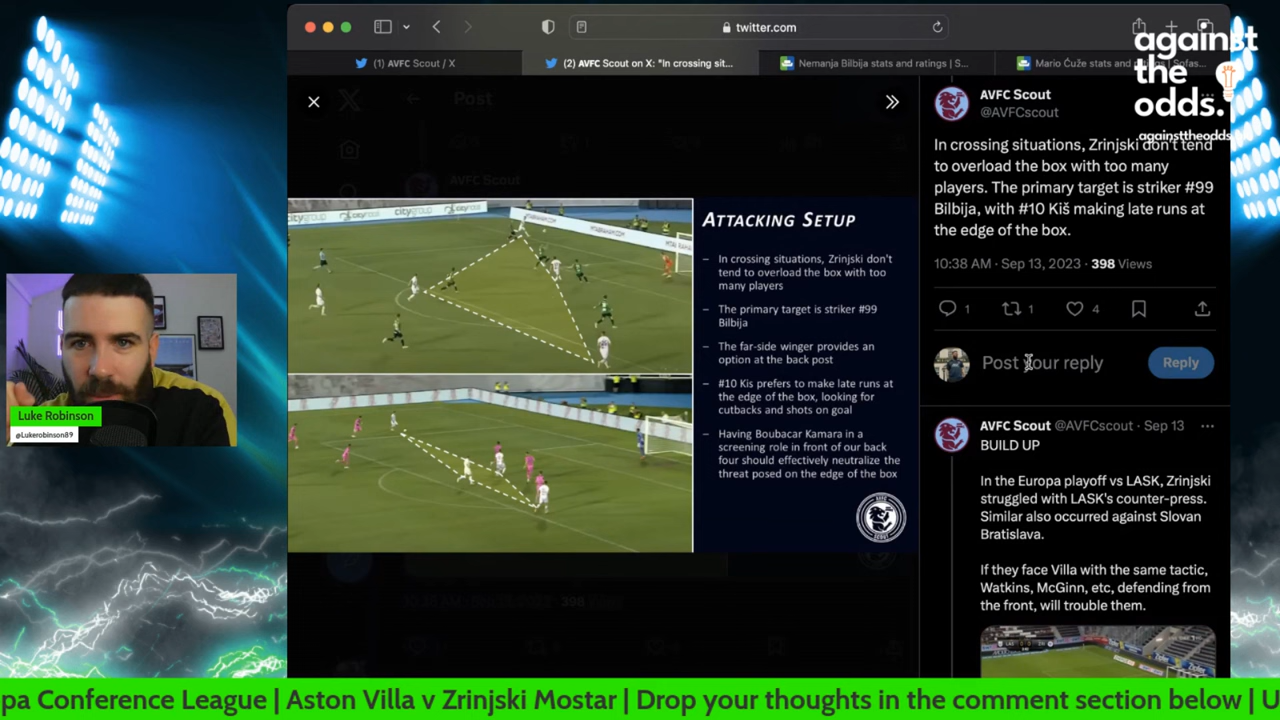 twitter.com
(1) AVFC Scout / X
(2) AVFC Scout on X: "In crossing sit...
Nemanja Bilbija stats and ratings | S...
Mario Čuže stats and ratings | Sofas...
against
the
odds.
againsttheodds
Post
AVFC Scout
AVFC Scout
@AVFCscout
In crossing situations, Zrinjski don't tend
to overload the box with too many
players. The primary target is striker #99
Bilbija, with #10 Kiš making late runs at
the edge of the box.
10:38 AM · Sep 13, 2023 · 398 Views
1
1
4
Post your reply
Reply
AVFC Scout @AVFCscout · Sep 13
BUILD UP
In the Europa playoff vs LASK, Zrinjski
struggled with LASK's counter-press.
Similar also occurred against Slovan
Bratislava.
If they face Villa with the same tactic,
Watkins, McGinn, etc, defending from
the front, will trouble them.
ATTACKING SETUP
– In crossing situations, Zrinjski don't
tend to overload the box with too
many players
– The primary target is striker #99
Bilbija
– The far-side winger provides an
option at the back post
– #10 Kis prefers to make late runs at
the edge of the box, looking for
cutbacks and shots on goal
– Having Boubacar Kamara in a
screening role in front of our back
four should effectively neutralize the
threat posed on the edge of the box
citygroup
citygroup
Luke Robinson
@Lukerobinson89
pa Conference League | Aston Villa v Zrinjski Mostar | Drop your thoughts in the comment section below | U